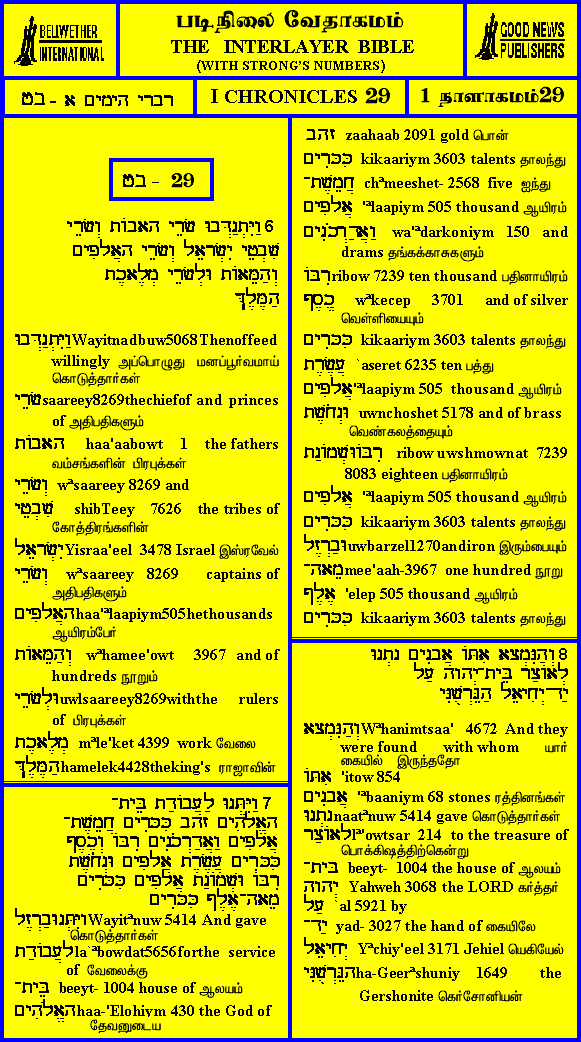 BELLWETHER
INTERNATIONAL
படிநிலை வேதாகமம்
THE INTERLAYER BIBLE
(WITH STRONG'S NUMBERS)
GOOD NEWS
PUBLISHERS
דברי הימים א - כט
I CHRONICLES 29
1 நாளாகமம்29
כט - 29
6 וַיִּתְנַדְּבוּ שָׂרֵי הָאבוֹת וְשָׂרֵי
שִׁבְטֵי יִשְׂרָאֵל וְשָׂרֵי הָאֲלָפִים
וְהַמֵּאוֹת וּלְשָׂרֵי מְלֶאכֶת
הַמֶּלֶךְ
וַיִּתְנַדְּבוּ Wayitnadbuw5068 Thenoffeed
willingly அப்பொழுது மனப்பூர்வமாய்
கொடுத்தார்கள்
שָׂרֵי saareey8269thechiefof and princes
of அதிபதிகளும்
האבוֹת haa'aabowt 1 the fathers
வம்சங்களின் பிரபுக்கள்
וְשָׂרֵי wªsaareey 8269 and
שִׁבְטֵי shibTeey 7626 the tribes of
கோத்திரங்களின்
יִשְׂרָאֵל Yisraa'eel 3478 Israel இஸ்ரவேல்
וְשָׂרֵי wªsaareey 8269 captains of
அதிபதிகளும்
הָאֲלָפִים haa'ªlaapiym505hethousands
ஆயிரம்பேர்
וְהַמֵּאוֹת wªhamee'owt 3967 and of
hundreds நூறும்
וּלְשָׂרֵי uwlsaareey8269withthe rulers
of பிரபுக்கள்
מְלֶאכֶת mªle'ket 4399 work வேலை
הַמֶּלֶךְ hamelek4428theking's ராஜாவின்
7 וַיִּתְּנוּ לַעֲבוֹדַת בֵּית־
הָאֱלֹהִים זָהָב כִּכָּרִים חֲמֵשֶׁת־
אֲלָפִים וַאֲדַרְכֹנִים רִבּוֹ וְכֶסֶף
כִּכָּרִים עֲשֶׂרֶת אֲלָפִים וּנְחֹשֶׁת
רִבּוֹ וּשְׁמוֹנַת אֲלָפִים כִּכָּרִים
מֵאָה־אֶלֶף כִּכָּרִים
Wayitªnuw 5414 And gave
கொடுத்தார்கள்
לַעֲבוֹדַת la`ªbowdat5656forthe service
of வேலைக்கு
בֵּית־ beeyt- 1004 house of ஆலயம்
הָאֱלֹהִים haa-'Elohiym 430 the God of
தேவனுடைய
זהב zaahaab 2091 gold பொன்
כִּכָּרִים kikaariym 3603 talents தாலந்து
חֲמֵשֶׁת־ chªmeeshet- 2568 five ஐந்து
אֲלָפִים 'ªlaapiym 505 thousand ஆயிரம்
וַאֲדַרְכֹנִים wa'ªdarkoniym 150 and
drams தங்கக்காசுகளும்
רִבּוֹ ribow 7239 ten thousand பதினாயிரம்
כֶסֶף wªkecep 3701 and of silver
வெள்ளியையும்
כִּכָּרִים kikaariym 3603 talents தாலந்து
עֲשֶׂרֶת `aseret 6235 ten பத்து
אֲלָפִים 'ªlaapiym 505 thousand ஆயிரம்
וּנְחֹשֶׁת uwnchoshet 5178 and of brass
வெண்கலத்தையும்
רִבּוֹוּשְׁמוֹנַת ribow uwshmownat 7239
8083 eighteen பதினாயிரம்
אֲלָפִים 'ªlaapiym 505 thousand ஆயிரம்
כִּכָּרִים kikaariym 3603 talents தாலந்து
וּבַרְזֶל uwbarzel1270andiron இரும்பையும்
מֵאָה־ mee'aah-3967 one hundred நூறு
אֶלֶף 'elep 505 thousand ஆயிரம்
כִּכָּרִים kikaariym 3603 talents தாலந்து
8 וְהַנִּמְצָא אִתּוֹ אֲבָנִים נָתְנוּ
לְאוֹצַר בֵּית־יְהוָה עַל
יַד־יְחִיאֵל הַגֵּרְשֻׁנִּי
וְהַנִּמְצָא Wªhanimtsaa' 4672 And they
were found with whom யார்
கையில் இருந்ததோ
אִתּוֹ 'itow 854
אֲבָנִים 'ªbaaniym 68 stones ரத்தினங்கள்
נָתְנוּ naatªnuw 5414 gave கொடுத்தார்கள்
לְאוֹצַר lª'owtsar 214 to the treasure of
பொக்கிஷத்திற்கென்று
בֵּית־ beeyt- 1004 the house of ஆலயம்
יְהוָה Yahweh 3068 the LORD கர்த்தர்
עַל al 5921 by
יַד־ yad- 3027 the hand of கையிலே
יְחִיאֵל Yªchiy'eel 3171 Jehiel யெகியேல்
הַגֵּרְשֻׁנִּי ha-Geerªshuniy 1649 the
Gershonite கெர்சோனியன்